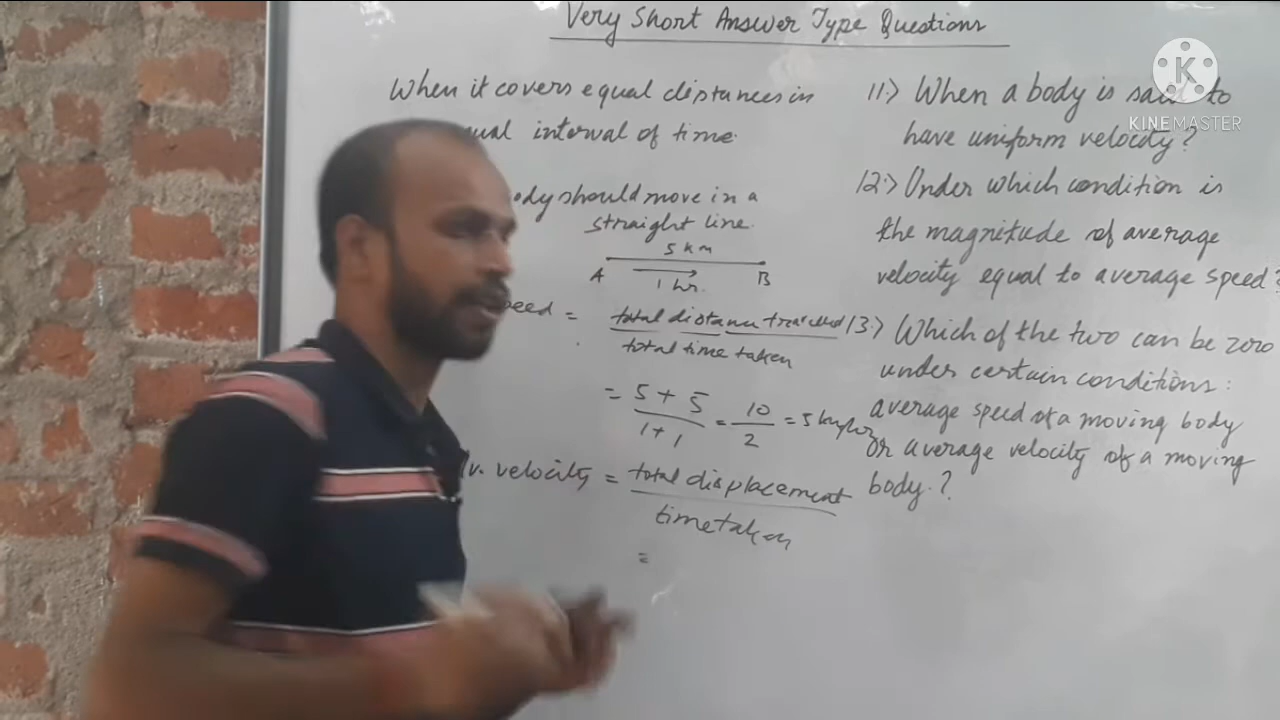 Very Short Answer Type Questions
When it covers equal distances in
interval of time.
should move in a
straight line.
5 km
A B
1 hr.
= total distance travelled
total time taken
= 5 + 5 = 10 = 5 km/hr
1 + 1 2
velocity = total displacement
time taken
=
11.) When a body is said to
have uniform velocity?
12.) Under which condition is
the magnitude of average
velocity equal to average speed?
13.) Which of the two can be zero
under certain conditions:
average speed of a moving body
or average velocity of a moving
body.?
K
KINEMASTER